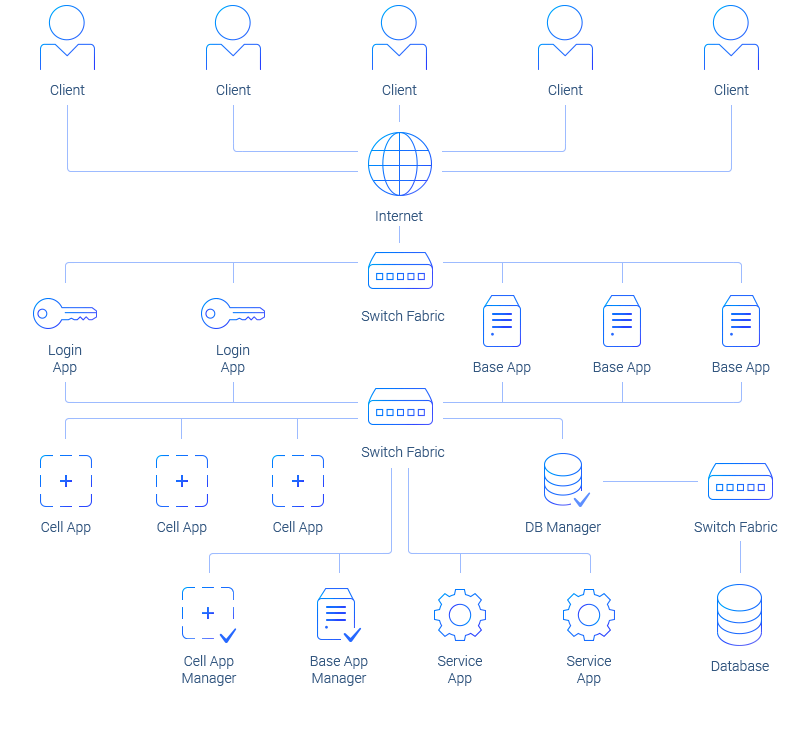 Client
Client
Client
Client
Client
Internet
Switch Fabric
Login
App
Login
App
Base App
Base App
Base App
Switch Fabric
Cell App
Cell App
Cell App
DB Manager
Switch Fabric
Cell App
Manager
Base App
Manager
Service
App
Service
App
Database